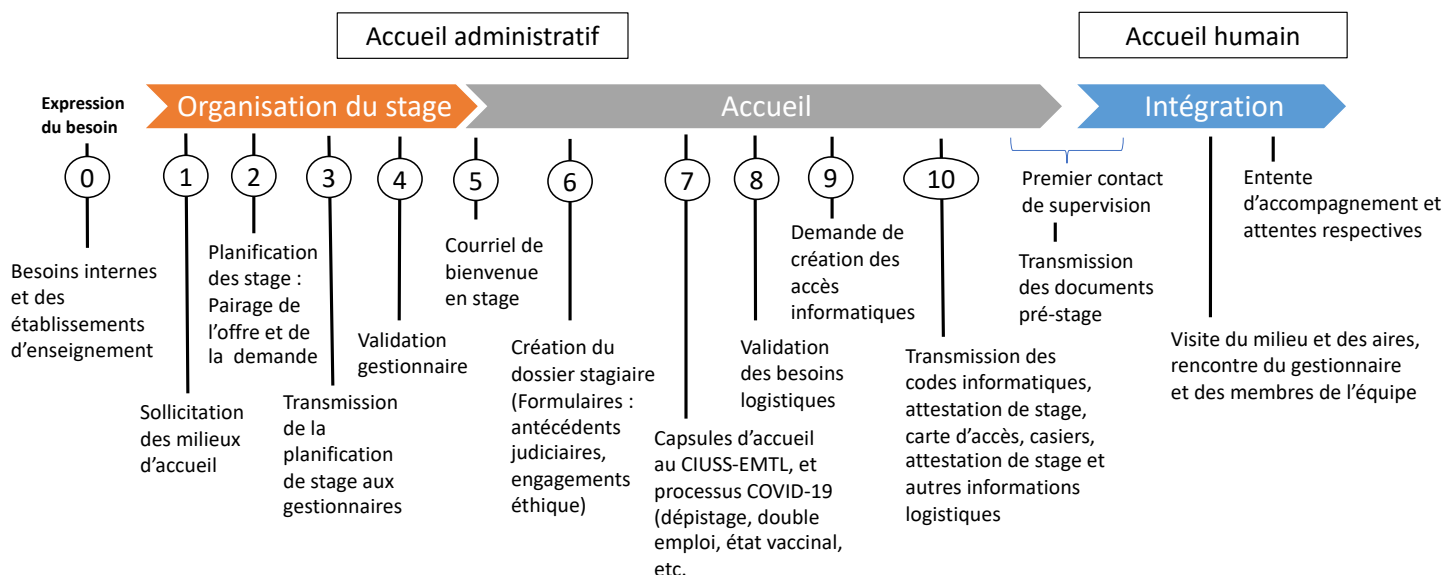 Accueil administratif
Accueil humain
Expression
du besoin
Organisation du stage
Accueil
Intégration
0
1
2
3
4
5
6
7
8
9
10
Besoins internes
et des
établissements
d’enseignement
Sollicitation
des milieux
d’accueil
Planification
des stage :
Pairage de
l’offre et de
la demande
Transmission
de la
planification
de stage aux
gestionnaires
Validation
gestionnaire
Courriel de
bienvenue
en stage
Création du
dossier stagiaire
(Formulaires :
antécédents
judiciaires,
engagements
éthique)
Capsules d’accueil
au CIUSS-EMTL, et
processus COVID-19
(dépistage, double
emploi, état vaccinal,
etc.
Validation
des besoins
logistiques
Demande de
création des
accès
informatiques
Transmission des
codes informatiques,
attestation de stage,
carte d’accès, casiers,
attestation de stage et
autres informations
logistiques
Premier contact
de supervision
Transmission
des documents
pré-stage
Visite du milieu et des aires,
rencontre du gestionnaire
et des membres de l’équipe
Entente
d’accompagnement et
attentes respectives